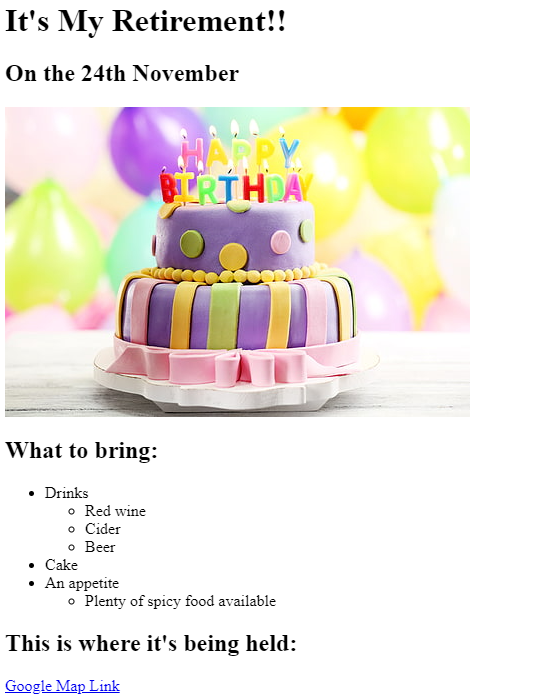 It's My Retirement!!
On the 24th November
HAPPY
BIRTHDAY
What to bring:
Drinks
Red wine
Cider
Beer
Cake
An appetite
Plenty of spicy food available
This is where it's being held:
Google Map Link